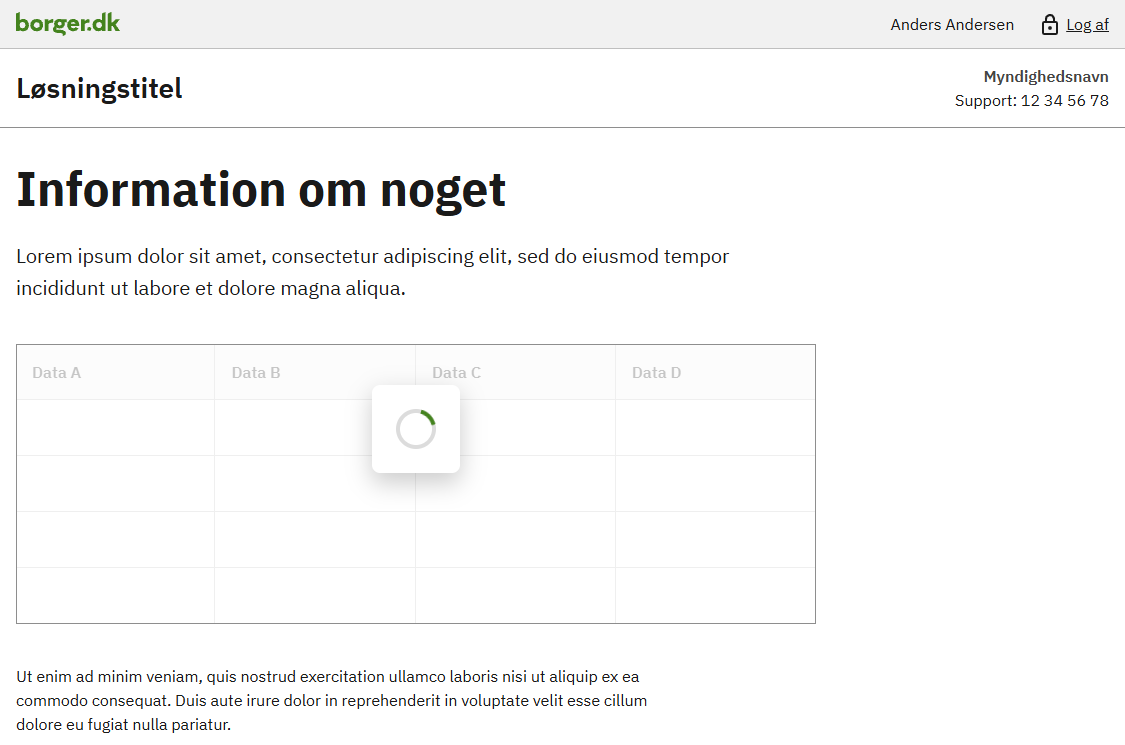 borger.dk
Anders Andersen
Log af
Løsningstitel
Myndighedsnavn
Support: 12 34 56 78
Information om noget
Lorem ipsum dolor sit amet, consectetur adipiscing elit, sed do eiusmod tempor
incididunt ut labore et dolore magna aliqua.
Data A
Data B
Data C
Data D
Ut enim ad minim veniam, quis nostrud exercitation ullamco laboris nisi ut aliquip ex ea
commodo consequat. Duis aute irure dolor in reprehenderit in voluptate velit esse cillum
dolore eu fugiat nulla pariatur.